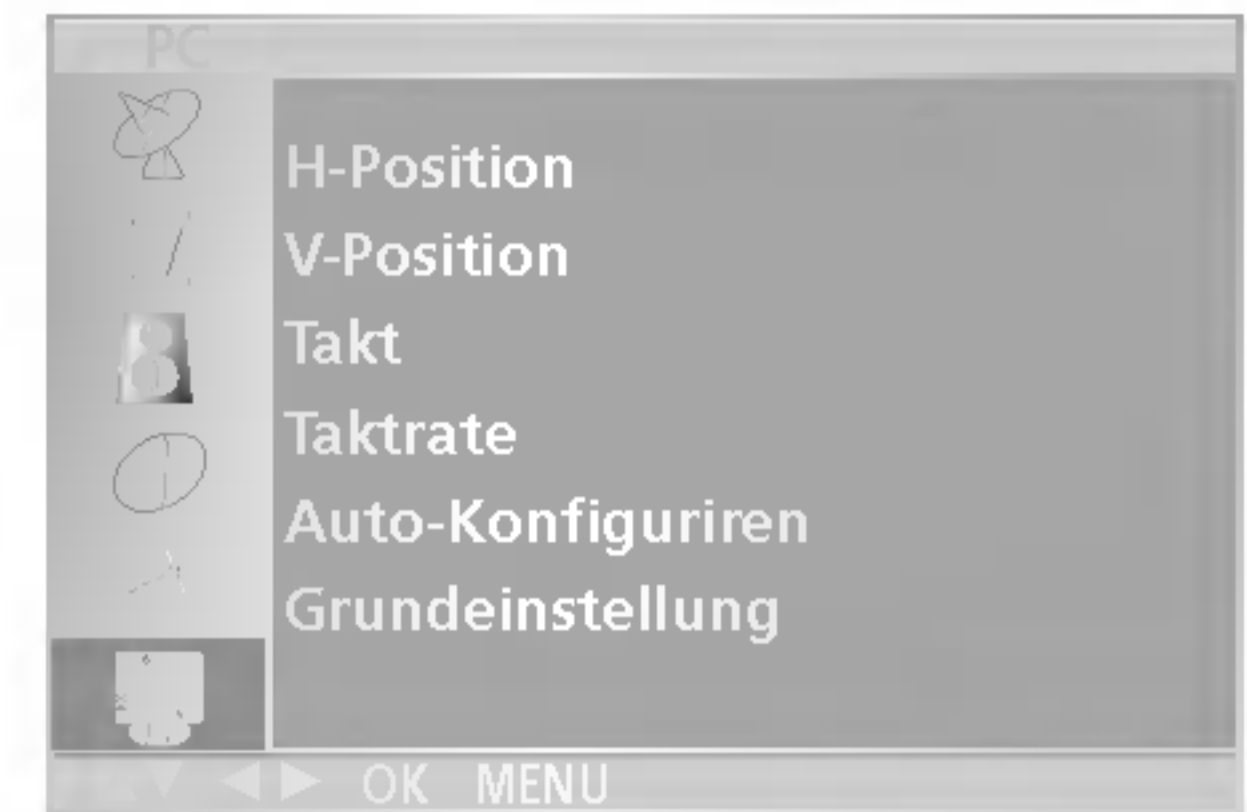 PC
H-Position
V-Position
Takt
Taktrate
Auto-Konfiguriren
Grundeinstellung
OK MENU